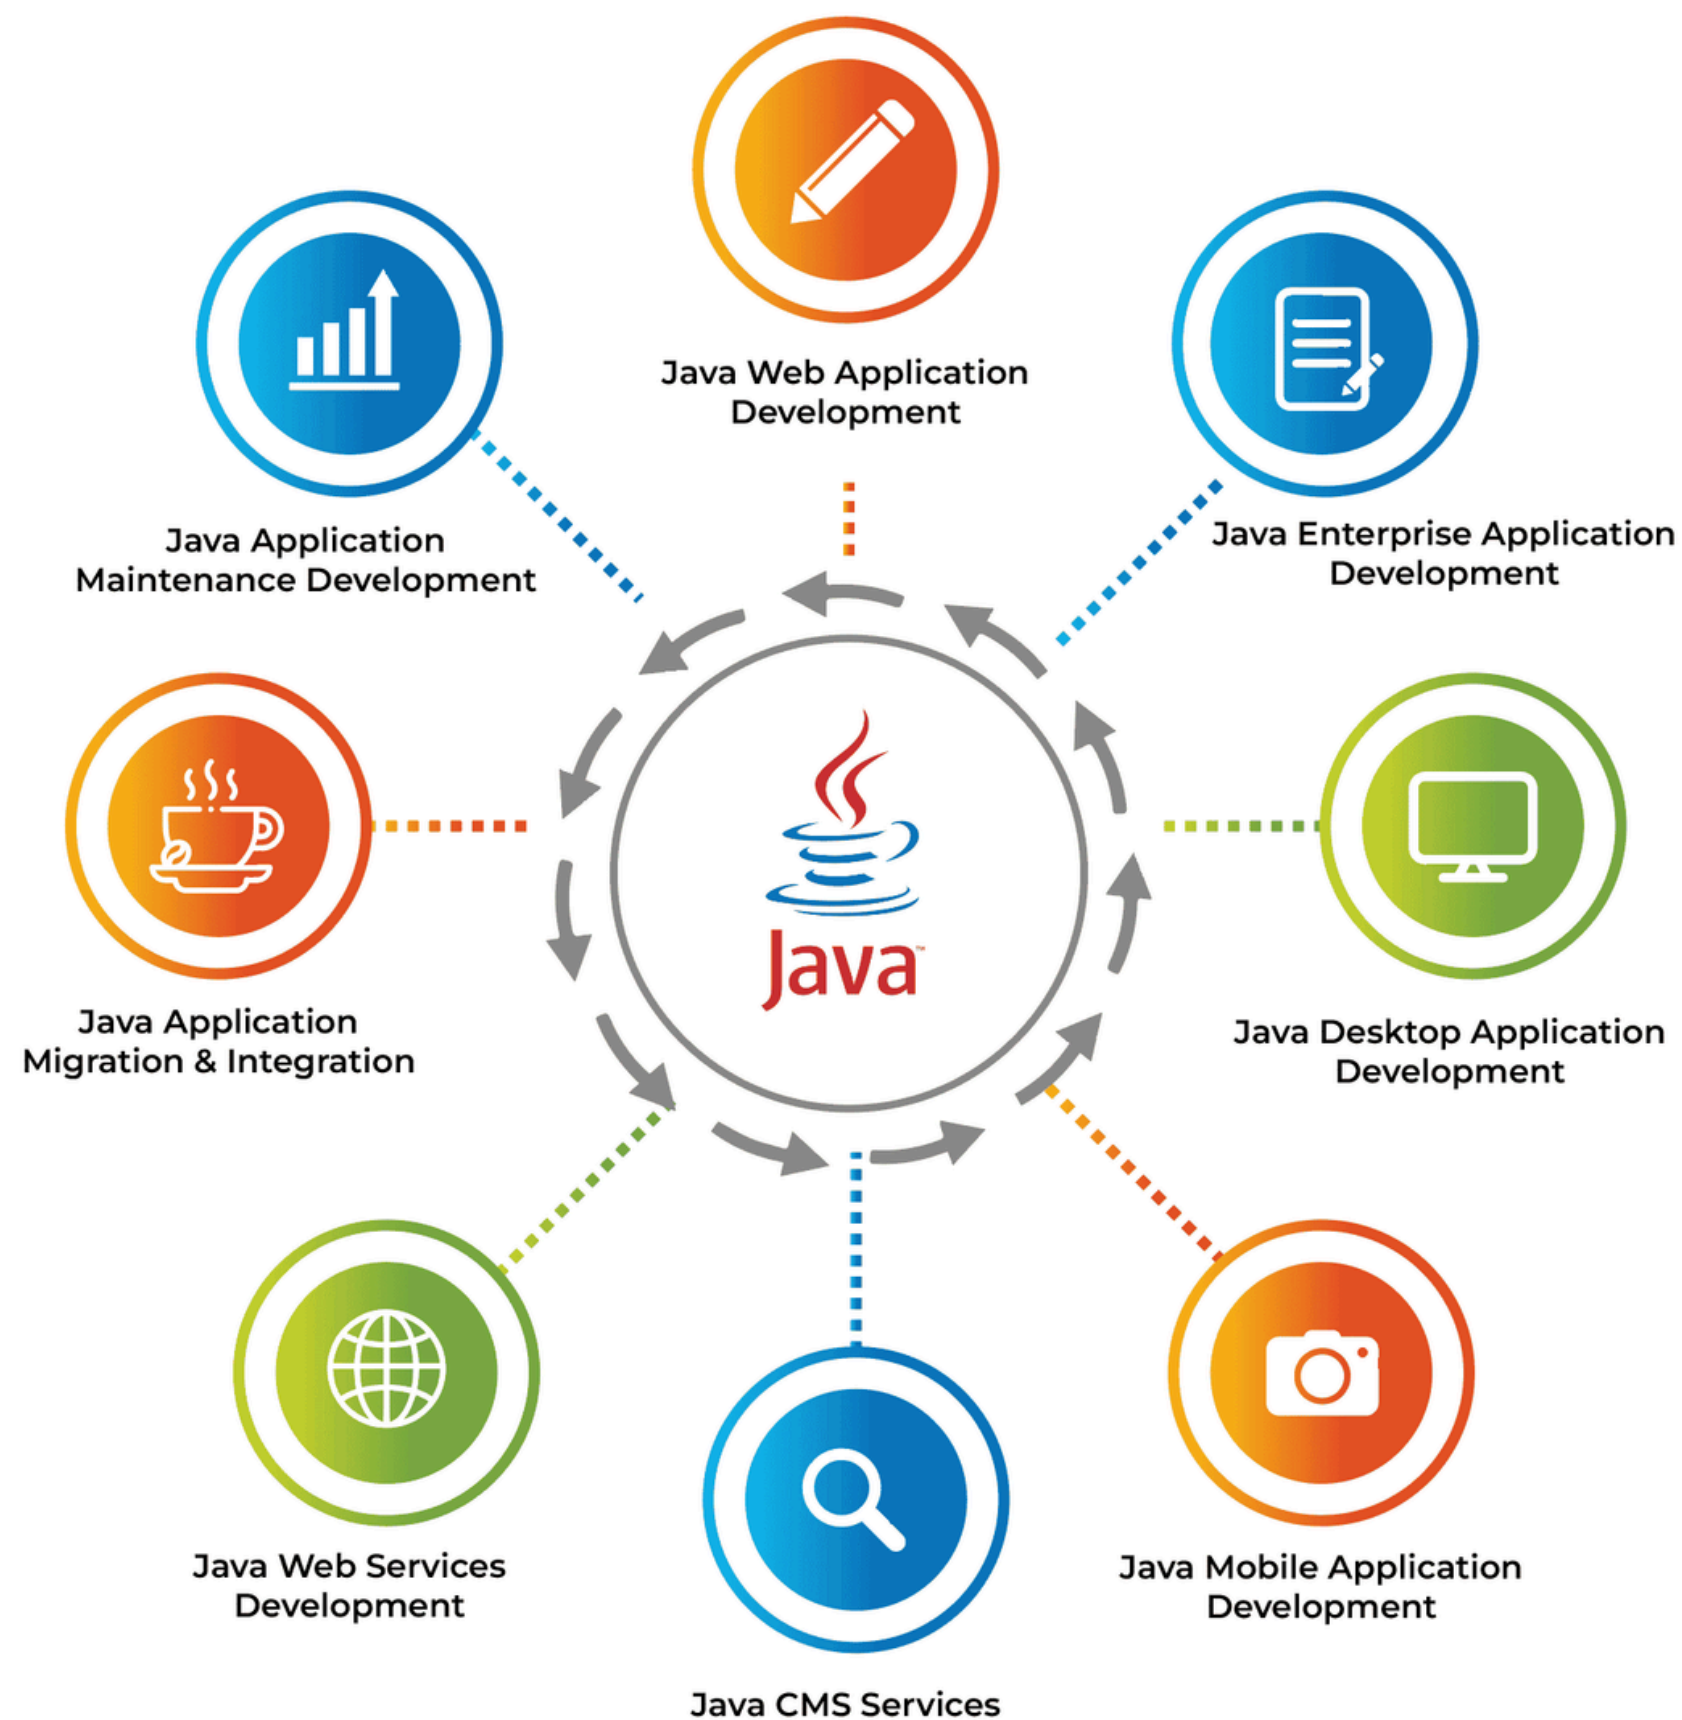 Java Web Application
Development
Java Enterprise Application
Development
Java Application
Maintenance Development
Java™
Java Application
Migration & Integration
Java Desktop Application
Development
Java Web Services
Development
Java Mobile Application
Development
Java CMS Services